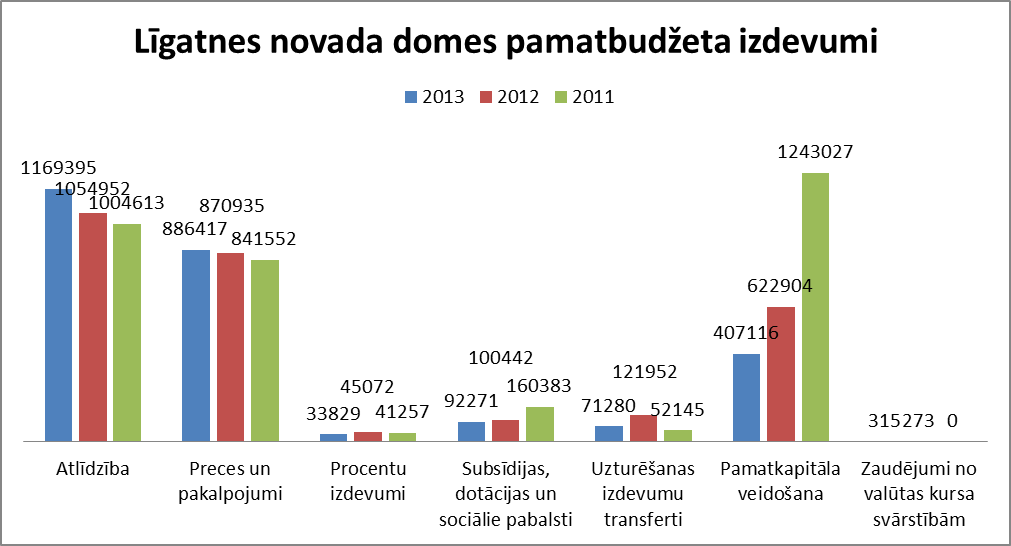 Līgatnes novada domes pamatbudžeta izdevumi
2013 2012 2011
1169395
1054952
1004613
886417
870935
841552
33829
45072
41257
92271
100442
160383
71280
121952
52145
407116
622904
1243027
315273 0
Atlīdzība
Preces un
pakalpojumi
Procentu
izdevumi
Subsīdijas,
dotācijas un
sociālie pabalsti
Uzturēšanas
izdevumu
transferti
Pamatkapitāla
veidošana
Zaudējumi no
valūtas kursa
svārstībām